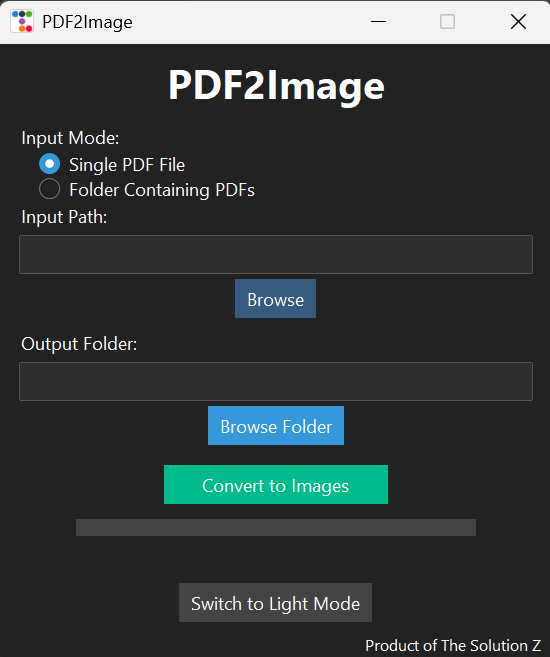 PDF2Image
PDF2Image
Input Mode:
Single PDF File
Folder Containing PDFs
Input Path:
Browse
Output Folder:
Browse Folder
Convert to Images
Switch to Light Mode
Product of The Solution Z